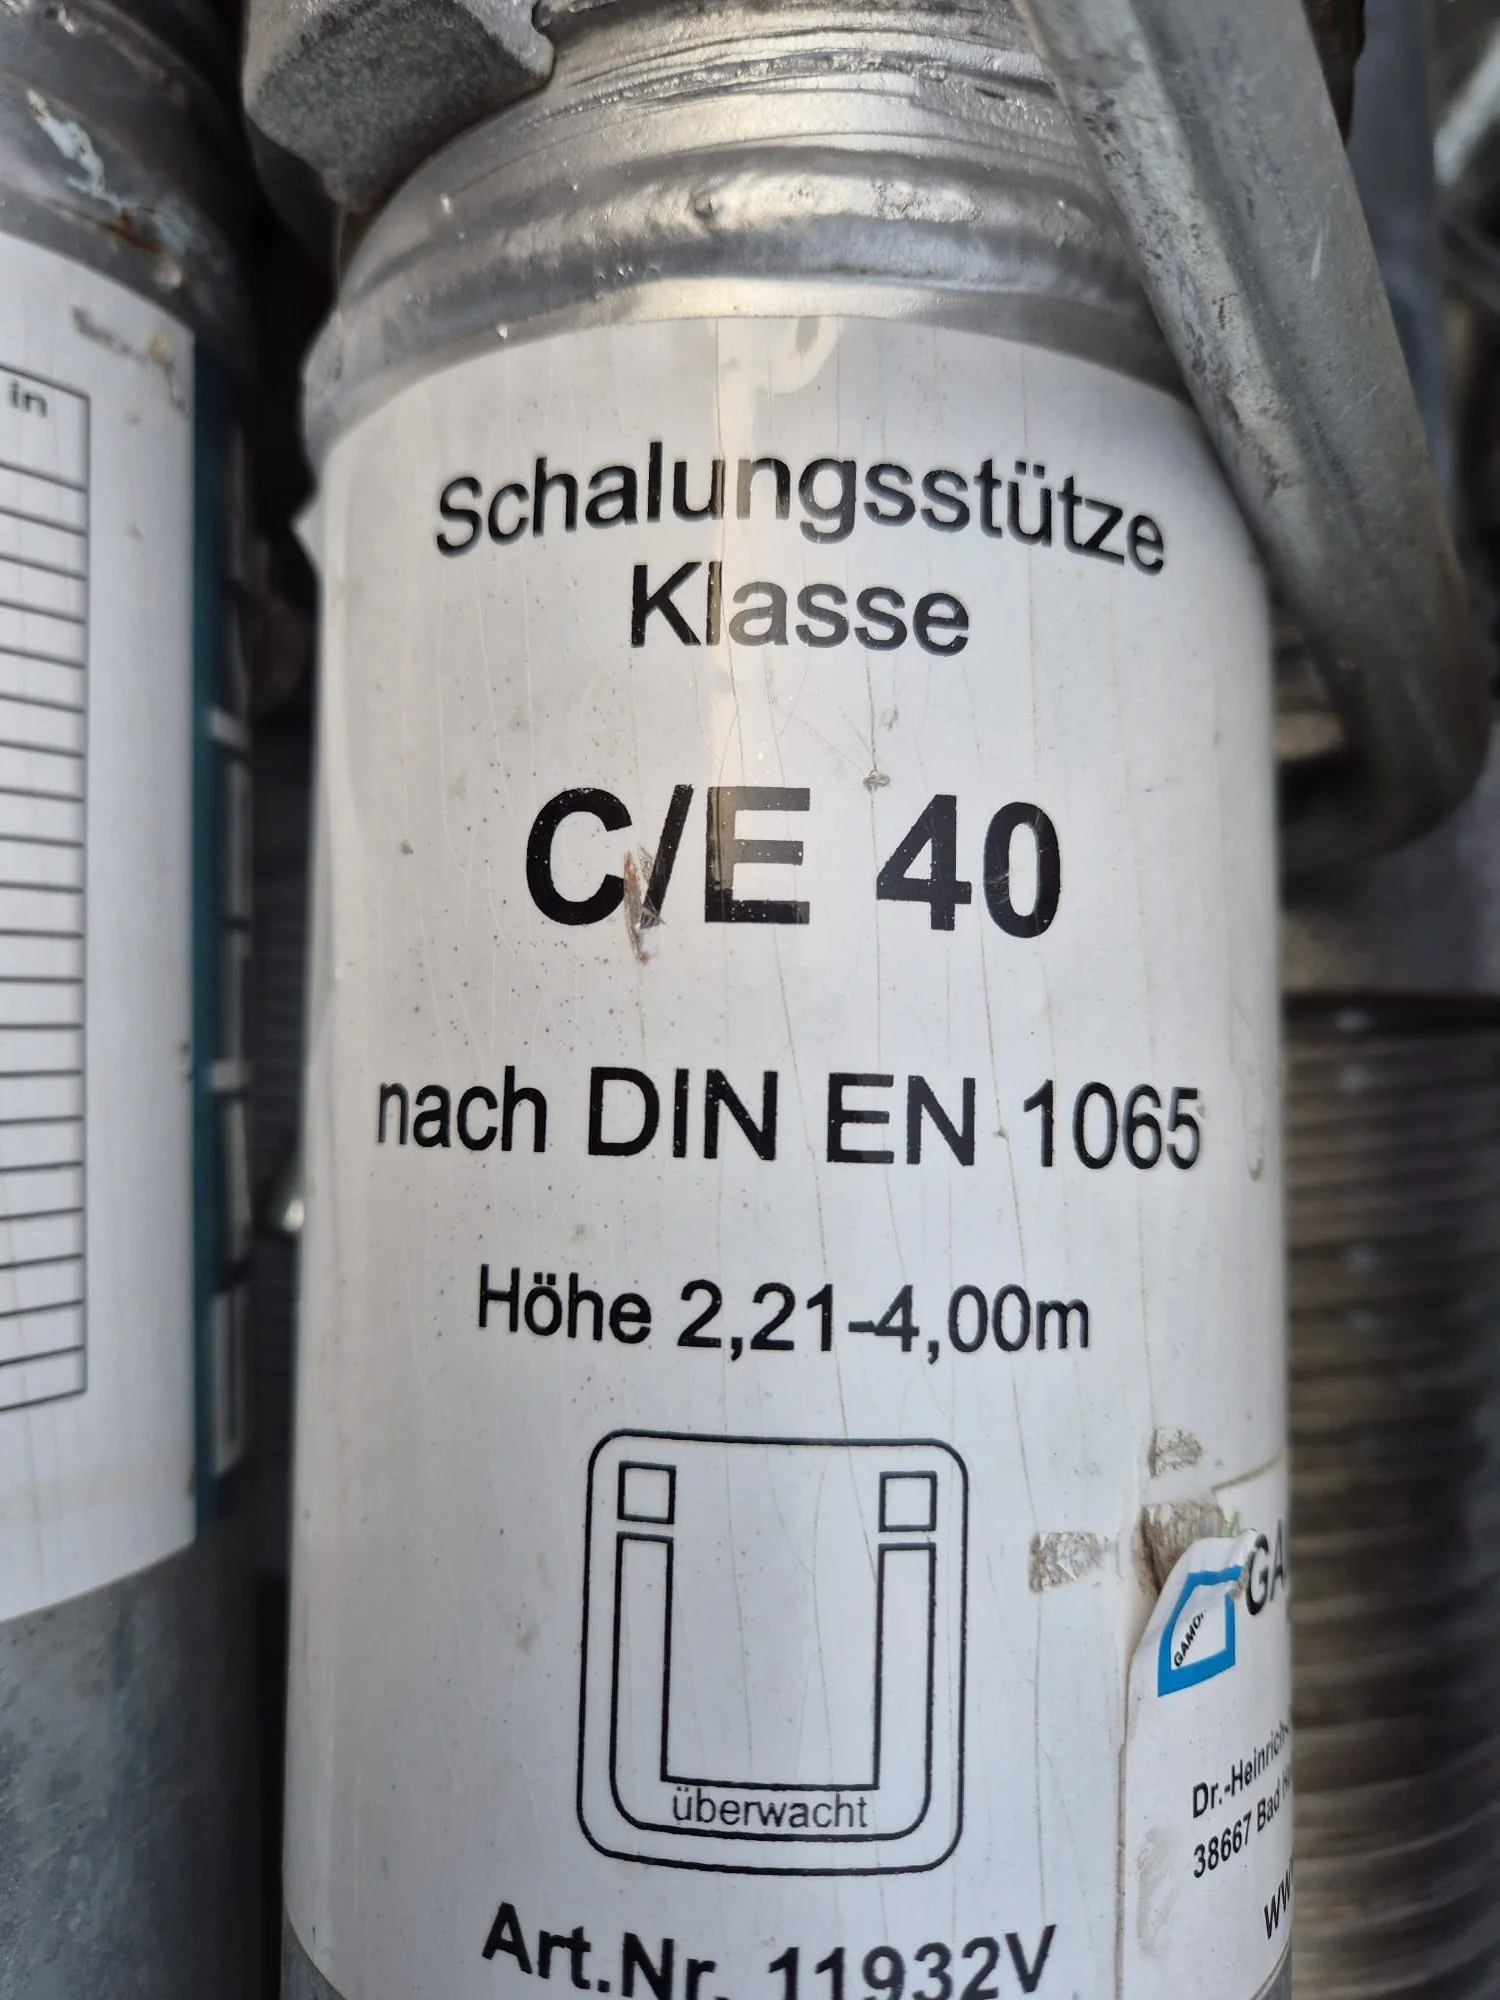 in
Schalungsstütze
Klasse
C/E 40
nach DIN EN 1065
Höhe 2,21-4,00m
überwacht
Art.Nr. 11932V
GA
GAMO
Dr.-Heinrich-
38667 Bad
ww